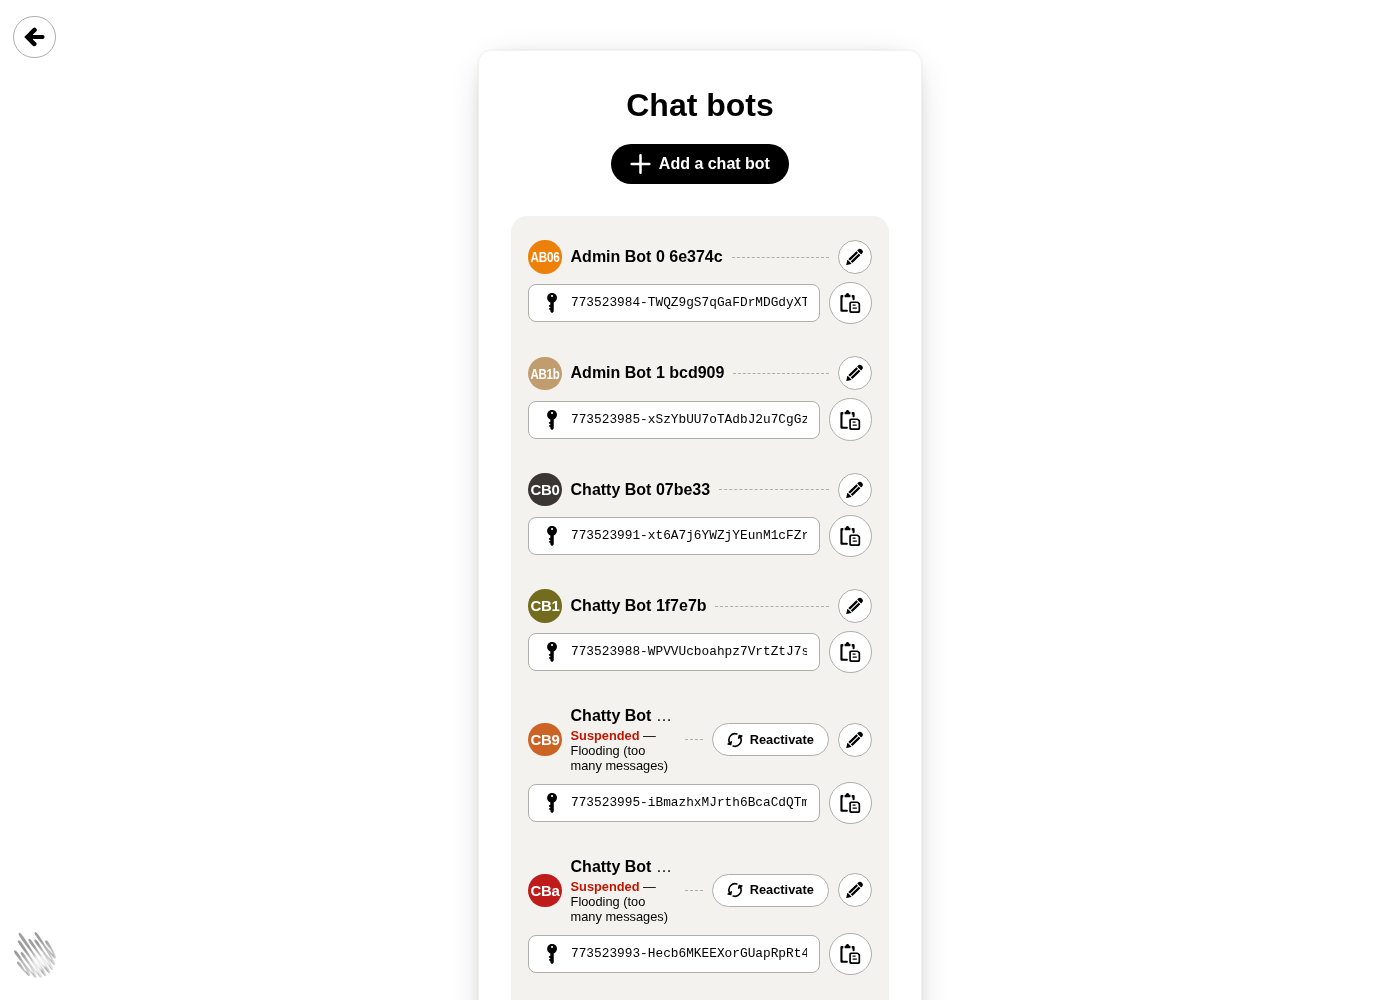 Chat bots
Add a chat bot
AB06 Admin Bot 0 6e374c
773523984-TWQZ9gS7qGaFDrMDGdyXT
AB1b Admin Bot 1 bcd909
773523985-xSzYbUU7oTAdbJ2u7CgGz
CB0 Chatty Bot 07be33
773523991-xt6A7j6YWZjYEunM1cFZr
CB1 Chatty Bot 1f7e7b
773523988-WPVVUcboahpz7VrtZtJ7s
Chatty Bot …
CB9 Suspended — Reactivate
Flooding (too
many messages)
773523995-iBmazhxMJrth6BcaCdQTm
Chatty Bot …
CBa Suspended — Reactivate
Flooding (too
many messages)
773523993-Hecb6MKEEXorGUapRpRt4